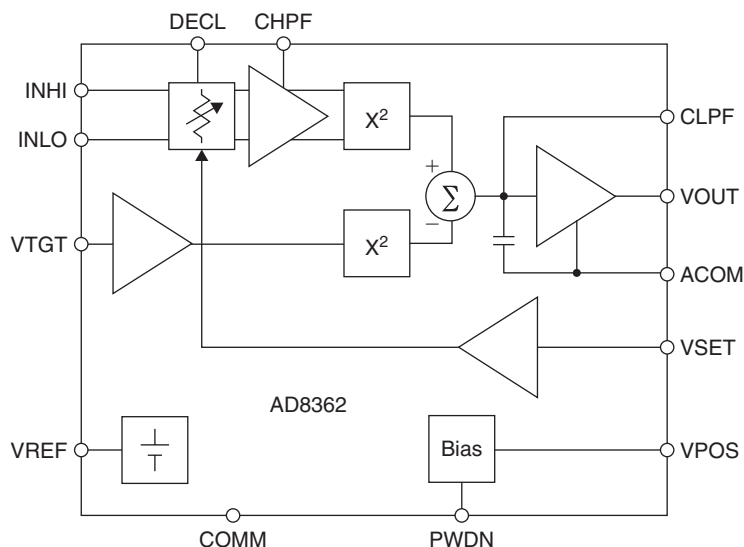 DECL CHPF
INHI
INLO
X²
CLPF
+
Σ
−
VOUT
VTGT
X²
ACOM
VSET
AD8362
VREF
Bias
VPOS
COMM
PWDN